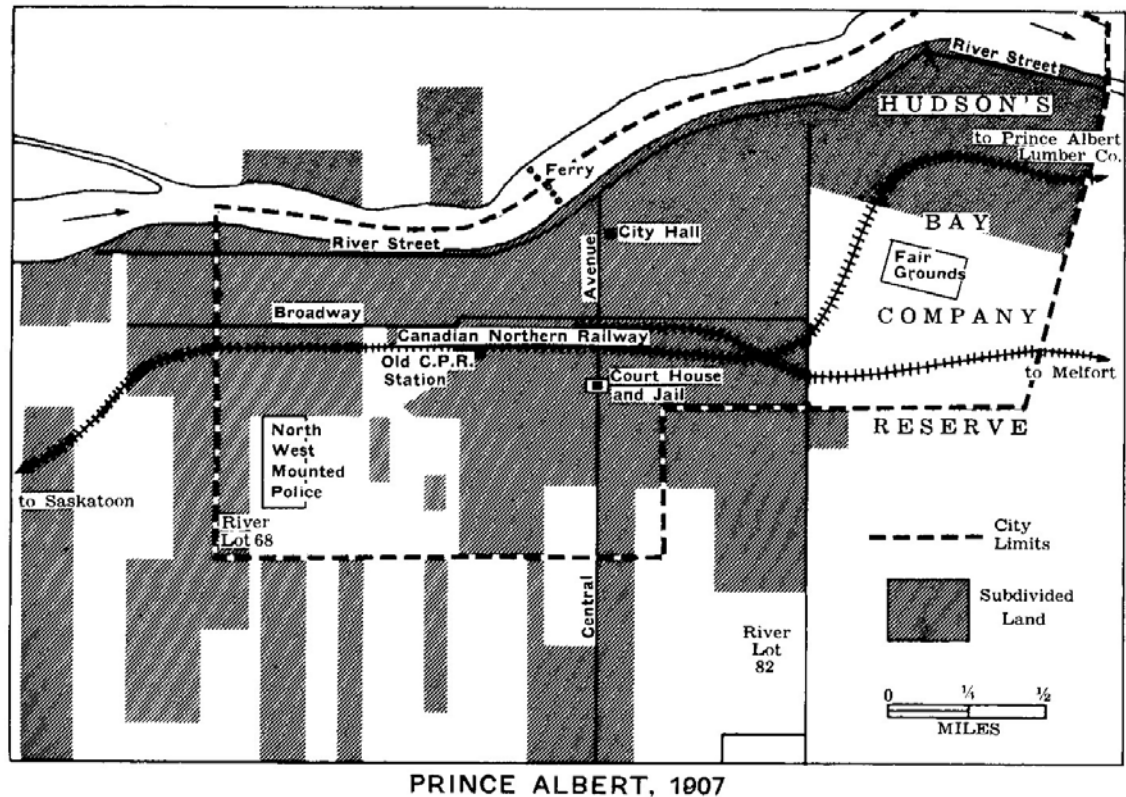 River Street
HUDSON'S
to Prince Albert
Lumber Co.
Ferry
BAY
River Street
Avenue
City Hall
Fair
Grounds
Broadway
COMPANY
Canadian Northern Railway
Old C.P.R.
Station
Court House
and Jail
to Melfort
RESERVE
North
West
Mounted
Police
to Saskatoon
River
Lot 68
City
Limits
Subdivided
Land
Central
River
Lot
82
0 ¼ ½
MILES
PRINCE ALBERT, 1907